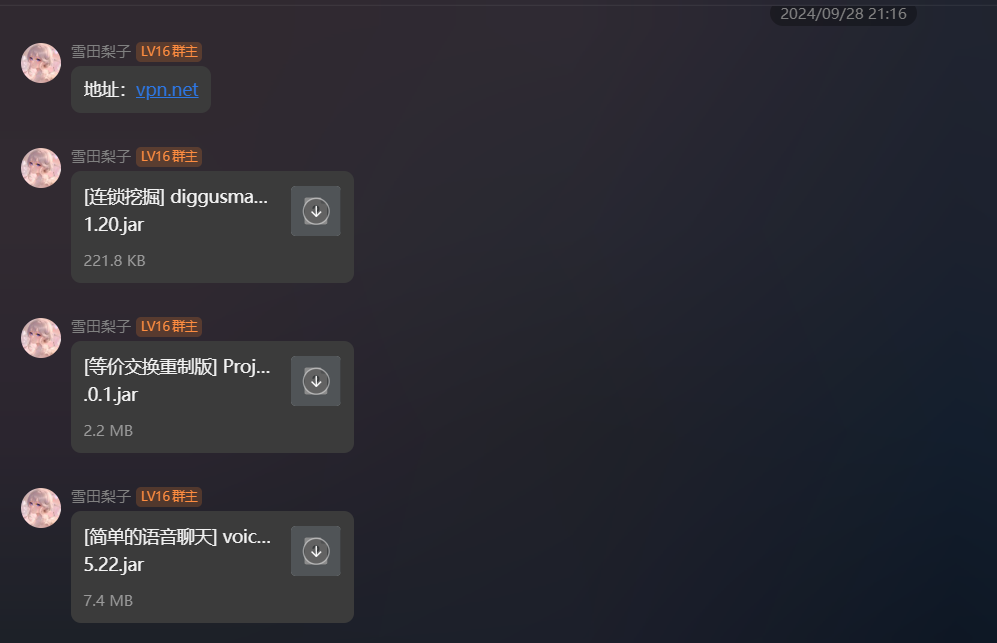 2024/09/28 21:16
雪田梨子 LV16 群主
地址：vpn.net
雪田梨子 LV16 群主
[连锁挖掘] diggusma...
1.20.jar
221.8 KB
雪田梨子 LV16 群主
[等价交换重制版] Proj...
.0.1.jar
2.2 MB
雪田梨子 LV16 群主
[简单的语音聊天] voic...
5.22.jar
7.4 MB